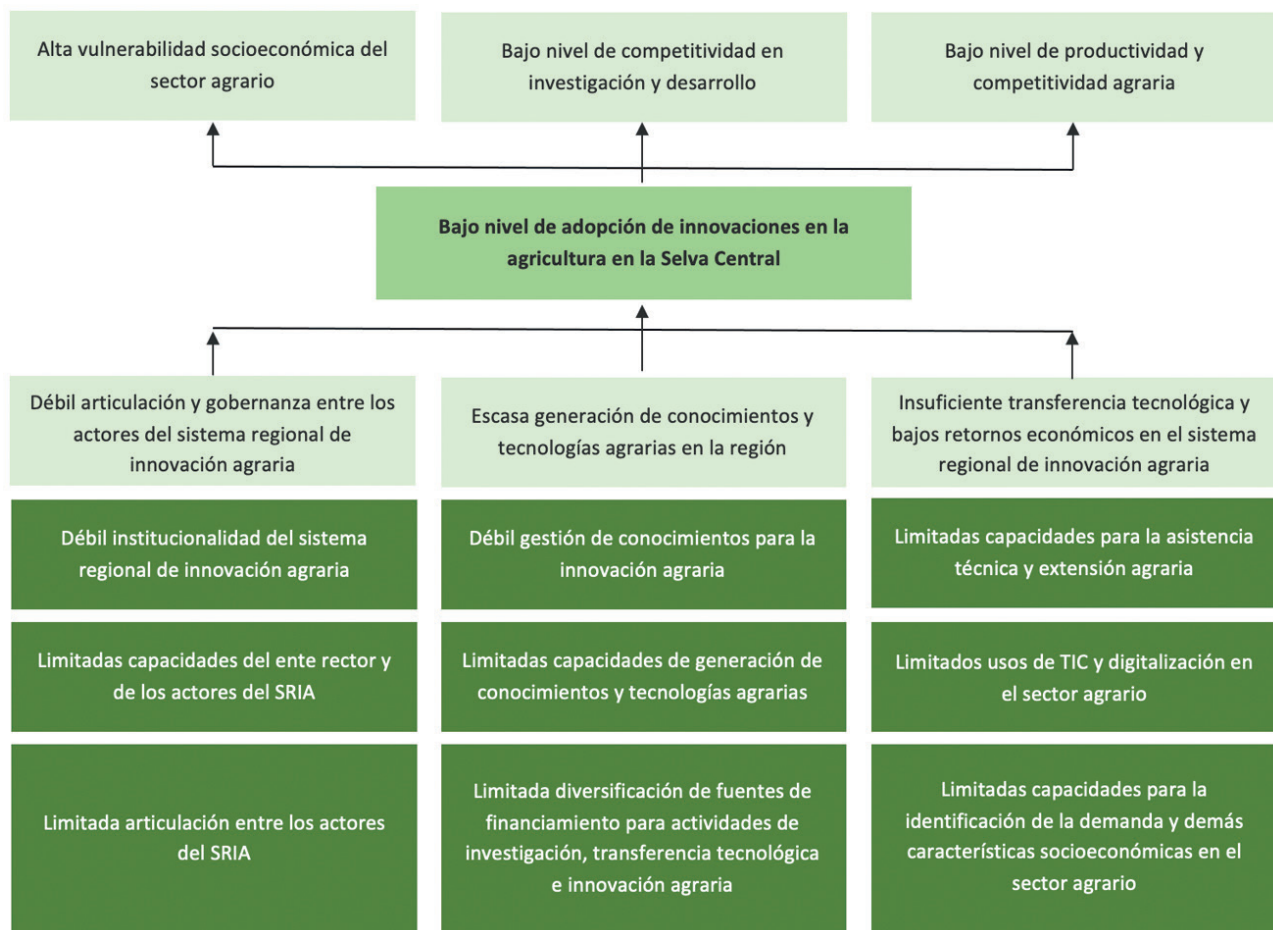 Alta vulnerabilidad socioeconómica del
sector agrario
Bajo nivel de competitividad en
investigación y desarrollo
Bajo nivel de productividad y
competitividad agraria
Bajo nivel de adopción de innovaciones en la
agricultura en la Selva Central
Débil articulación y gobernanza entre los
actores del sistema regional de
innovación agraria
Escasa generación de conocimientos y
tecnologías agrarias en la región
Insuficiente transferencia tecnológica y
bajos retornos económicos en el sistema
regional de innovación agraria
Débil institucionalidad del sistema
regional de innovación agraria
Débil gestión de conocimientos para la
innovación agraria
Limitadas capacidades para la asistencia
técnica y extensión agraria
Limitadas capacidades del ente rector y
de los actores del SRIA
Limitadas capacidades de generación de
conocimientos y tecnologías agrarias
Limitados usos de TIC y digitalización en
el sector agrario
Limitada articulación entre los actores
del SRIA
Limitada diversificación de fuentes de
financiamiento para actividades de
investigación, transferencia tecnológica
e innovación agraria
Limitadas capacidades para la
identificación de la demanda y demás
características socioeconómicas en el
sector agrario